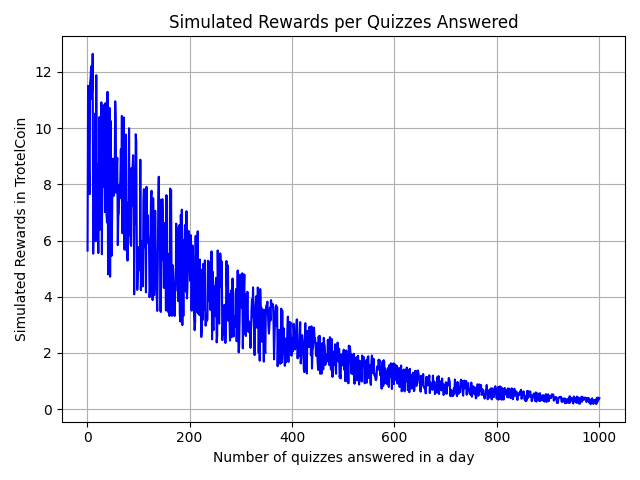 Simulated Rewards per Quizzes Answered
Simulated Rewards in TrotelCoin
12
10
8
6
4
2
0
0 200 400 600 800 1000
Number of quizzes answered in a day